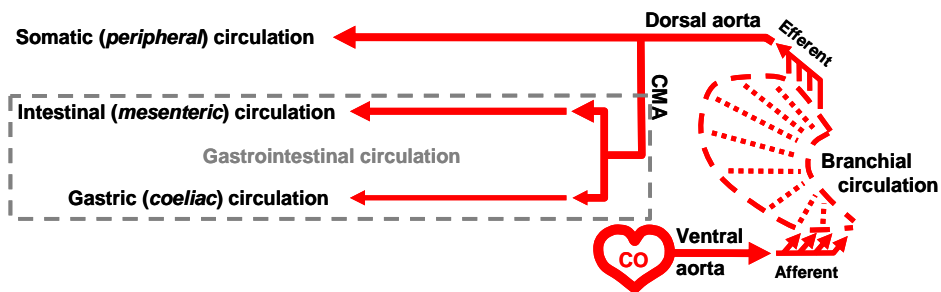 Dorsal aorta
Efferent
Somatic (peripheral) circulation
CMA
Intestinal (mesenteric) circulation
Gastrointestinal circulation
Branchial
circulation
Gastric (coeliac) circulation
CO
Ventral
aorta
Afferent